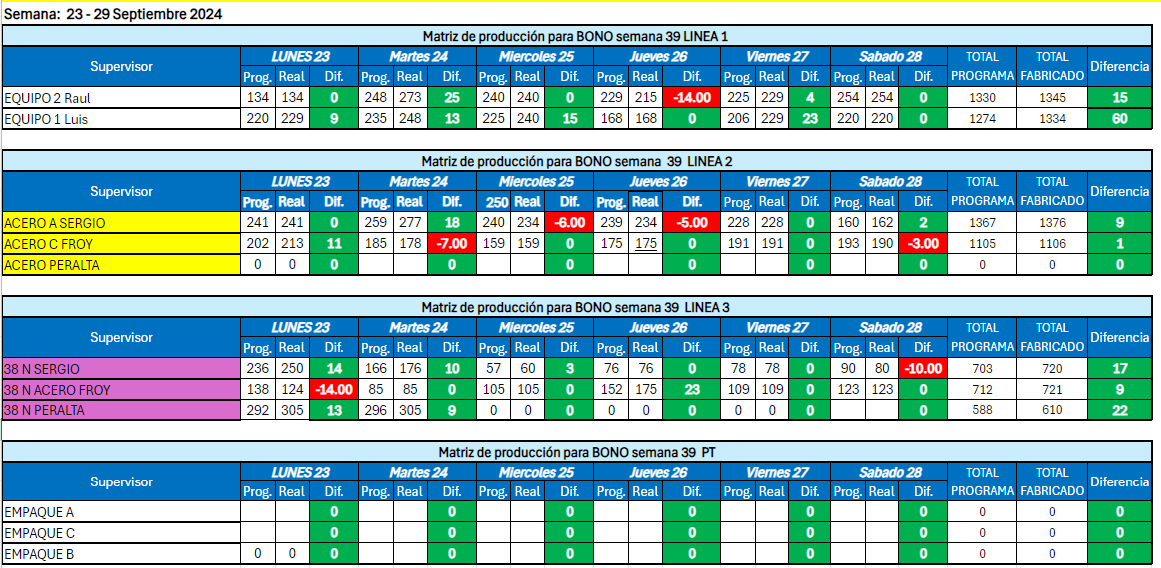 Semana: 23 - 29 Septiembre 2024
Matriz de producción para BONO semana 39 LINEA 1
Supervisor LUNES 23 Martes 24 Miercoles 25 Jueves 26 Viernes 27 Sabado 28 TOTAL PROGRAMA TOTAL FABRICADO Diferencia
Prog. Real Dif. Prog. Real Dif. Prog. Real Dif. Prog. Real Dif. Prog. Real Dif. Prog. Real Dif.
EQUIPO 2 Raul 134 134 0 248 273 25 240 240 0 229 215 -14.00 225 229 4 254 254 0 1330 1345 15
EQUIPO 1 Luis 220 229 9 235 248 13 225 240 15 168 168 0 206 229 23 220 220 0 1274 1334 60
Matriz de producción para BONO semana 39 LINEA 2
Supervisor LUNES 23 Martes 24 Miercoles 25 Jueves 26 Viernes 27 Sabado 28 TOTAL PROGRAMA TOTAL FABRICADO Diferencia
Prog. Real Dif. Prog. Real Dif. 250 Real Dif. Prog. Real Dif. Prog. Real Dif. Prog. Real Dif.
ACERO A SERGIO 241 241 0 259 277 18 240 234 -6.00 239 234 -5.00 228 228 0 160 162 2 1367 1376 9
ACERO C FROY 202 213 11 185 178 -7.00 159 159 0 175 175 0 191 191 0 193 190 -3.00 1105 1106 1
ACERO PERALTA 0 0 0 0 0 0 0 0 0 0 0
Matriz de producción para BONO semana 39 LINEA 3
Supervisor LUNES 23 Martes 24 Miercoles 25 Jueves 26 Viernes 27 Sabado 28 TOTAL PROGRAMA TOTAL FABRICADO Diferencia
Prog. Real Dif. Prog. Real Dif. Prog. Real Dif. Prog. Real Dif. Prog. Real Dif. Prog. Real Dif.
38 N SERGIO 236 250 14 166 176 10 57 60 3 76 76 0 78 78 0 90 80 -10.00 703 720 17
38 N ACERO FROY 138 124 -14.00 85 85 0 105 105 0 152 175 23 109 109 0 123 123 0 712 721 9
38 N PERALTA 292 305 13 296 305 9 0 0 0 0 0 0 0 0 0 0 588 610 22
Matriz de producción para BONO semana 39 PT
Supervisor LUNES 23 Martes 24 Miercoles 25 Jueves 26 Viernes 27 Sabado 28 TOTAL PROGRAMA TOTAL FABRICADO Diferencia
Prog. Real Dif. Prog. Real Dif. Prog. Real Dif. Prog. Real Dif. Prog. Real Dif. Prog. Real Dif.
EMPAQUE A 0 0 0 0 0 0 0 0 0
EMPAQUE C 0 0 0 0 0 0 0 0 0
EMPAQUE B 0 0 0 0 0 0 0 0 0 0 0